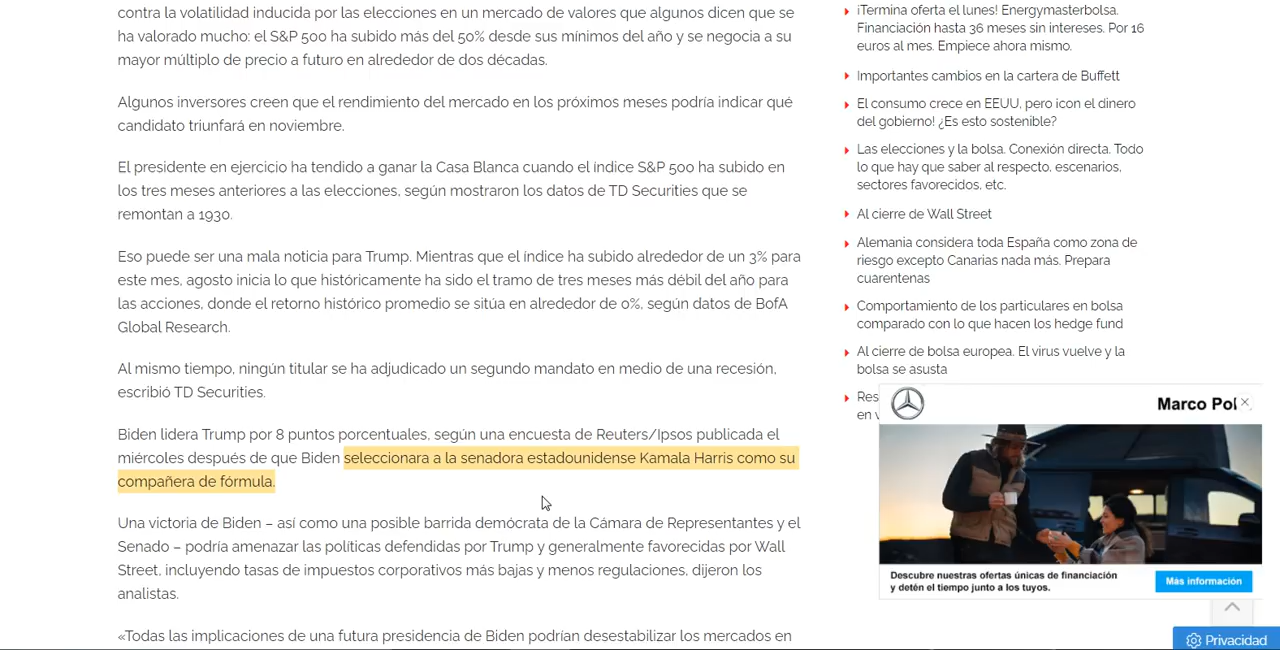 contra la volatilidad inducida por las elecciones en un mercado de valores que algunos dicen que se
ha valorado mucho: el S&P 500 ha subido más del 50% desde sus mínimos del año y se negocia a su
mayor múltiplo de precio a futuro en alrededor de dos décadas.
Algunos inversores creen que el rendimiento del mercado en los próximos meses podría indicar qué
candidato triunfará en noviembre.
El presidente en ejercicio ha tendido a ganar la Casa Blanca cuando el índice S&P 500 ha subido en
los tres meses anteriores a las elecciones, según mostraron los datos de TD Securities que se
remontan a 1930.
Eso puede ser una mala noticia para Trump. Mientras que el índice ha subido alrededor de un 3% para
este mes, agosto inicia lo que históricamente ha sido el tramo de tres meses más débil del año para
las acciones, donde el retorno histórico promedio se sitúa en alrededor de 0%, según datos de BofA
Global Research.
Al mismo tiempo, ningún titular se ha adjudicado un segundo mandato en medio de una recesión,
escribió TD Securities.
Biden lidera Trump por 8 puntos porcentuales, según una encuesta de Reuters/Ipsos publicada el
miércoles después de que Biden seleccionara a la senadora estadounidense Kamala Harris como su
compañera de fórmula.
Una victoria de Biden – así como una posible barrida demócrata de la Cámara de Representantes y el
Senado – podría amenazar las políticas defendidas por Trump y generalmente favorecidas por Wall
Street, incluyendo tasas de impuestos corporativos más bajas y menos regulaciones, dijeron los
analistas.
«Todas las implicaciones de una futura presidencia de Biden podrían desestabilizar los mercados en
¡Termina oferta el lunes! Energymasterbolsa.
Financiación hasta 36 meses sin intereses. Por 16
euros al mes. Empiece ahora mismo.
Importantes cambios en la cartera de Buffett
El consumo crece en EEUU, pero ¡con el dinero
del gobierno! ¿Es esto sostenible?
Las elecciones y la bolsa. Conexión directa. Todo
lo que hay que saber al respecto, escenarios,
sectores favorecidos, etc.
Al cierre de Wall Street
Alemania considera toda España como zona de
riesgo excepto Canarias nada más. Prepara
cuarentenas
Comportamiento de los particulares en bolsa
comparado con lo que hacen los hedge fund
Al cierre de bolsa europea. El virus vuelve y la
bolsa se asusta
Res
en v
Marco Pol
Descubre nuestras ofertas únicas de financiación
y detén el tiempo junto a los tuyos.
Más información
Privacidad